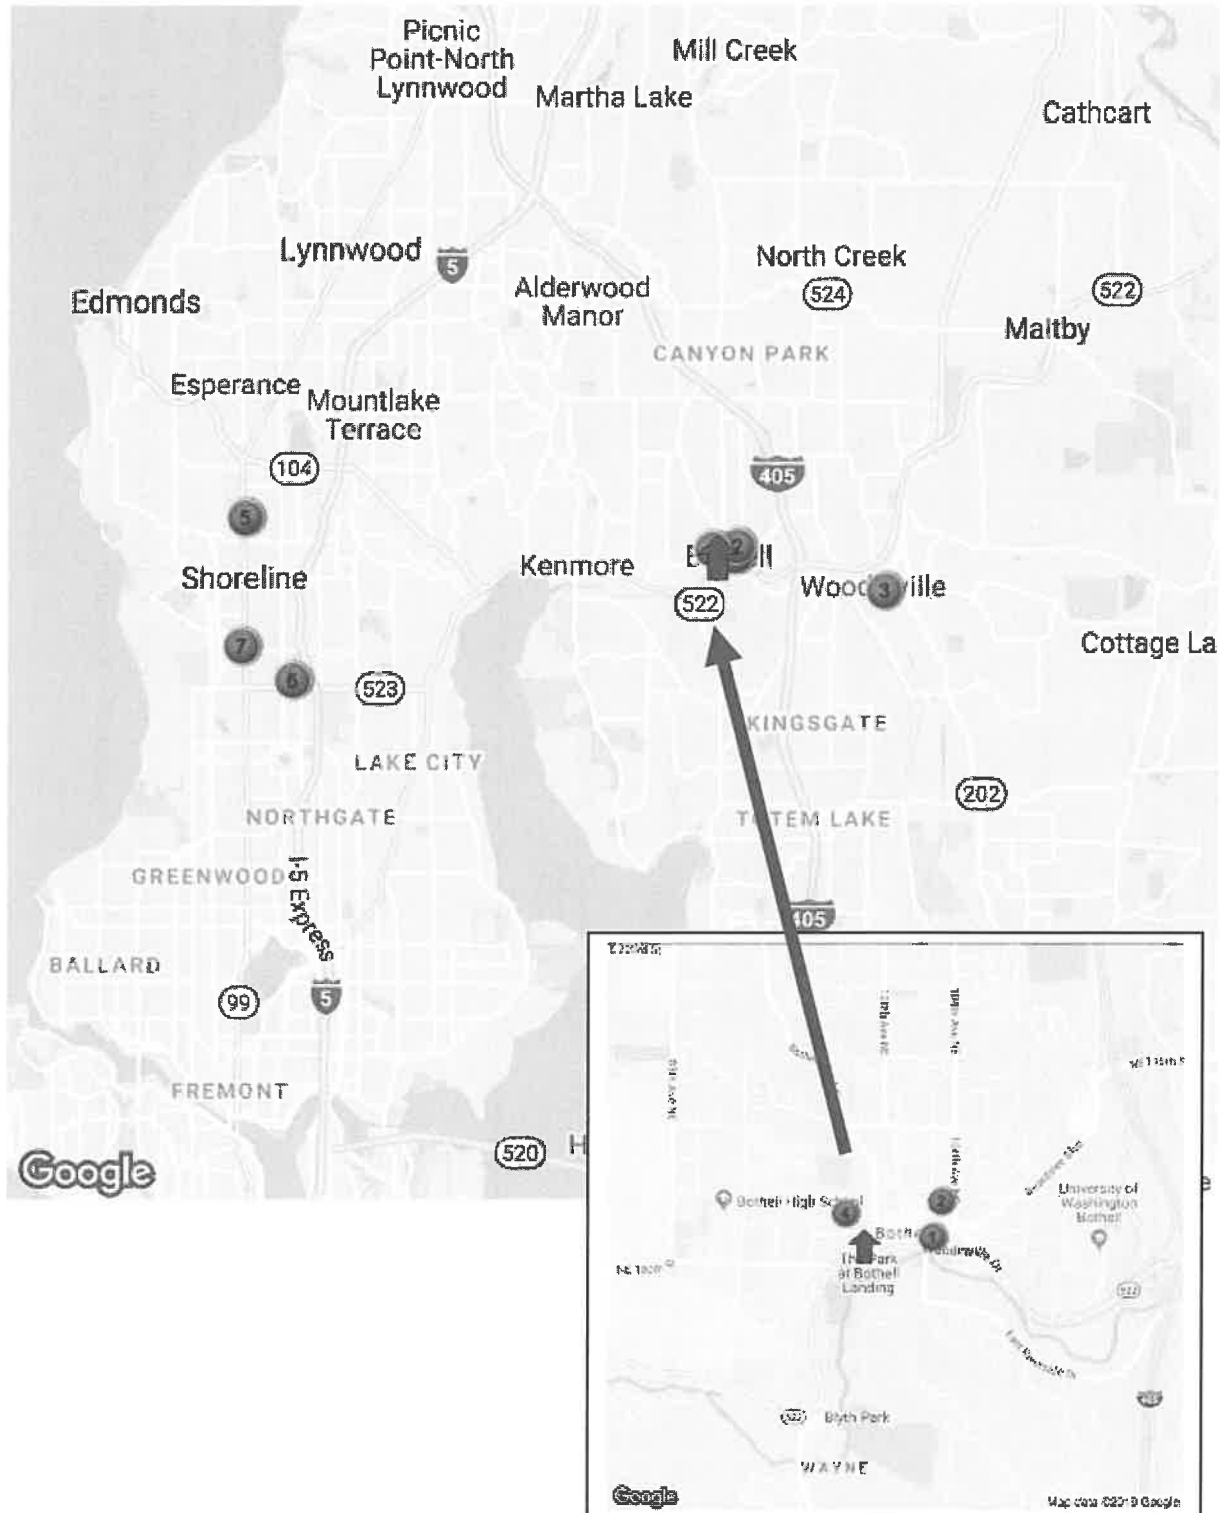 Picnic
Point-North
Lynnwood
Mill Creek
Martha Lake
Cathcart
Lynnwood
5
North Creek
524
522
Alderwood
Manor
Edmonds
Maltby
CANYON PARK
Esperance
Mountlake
Terrace
104
405
5
2
Kenmore
Shoreline
522
3
7
6
523
Cottage La
KINGSGATE
LAKE CITY
202
NORTHGATE
TOTEM LAKE
GREENWOOD
I-5 Express
405
BALLARD
99
5
FREMONT
520
H
Google
e
Bothell High School
4
2
University of
Washington
Bothell
1
The Park
at Bothell
Landing
522
522
Blyth Park
WAYNE
Google
Map data ©2019 Google